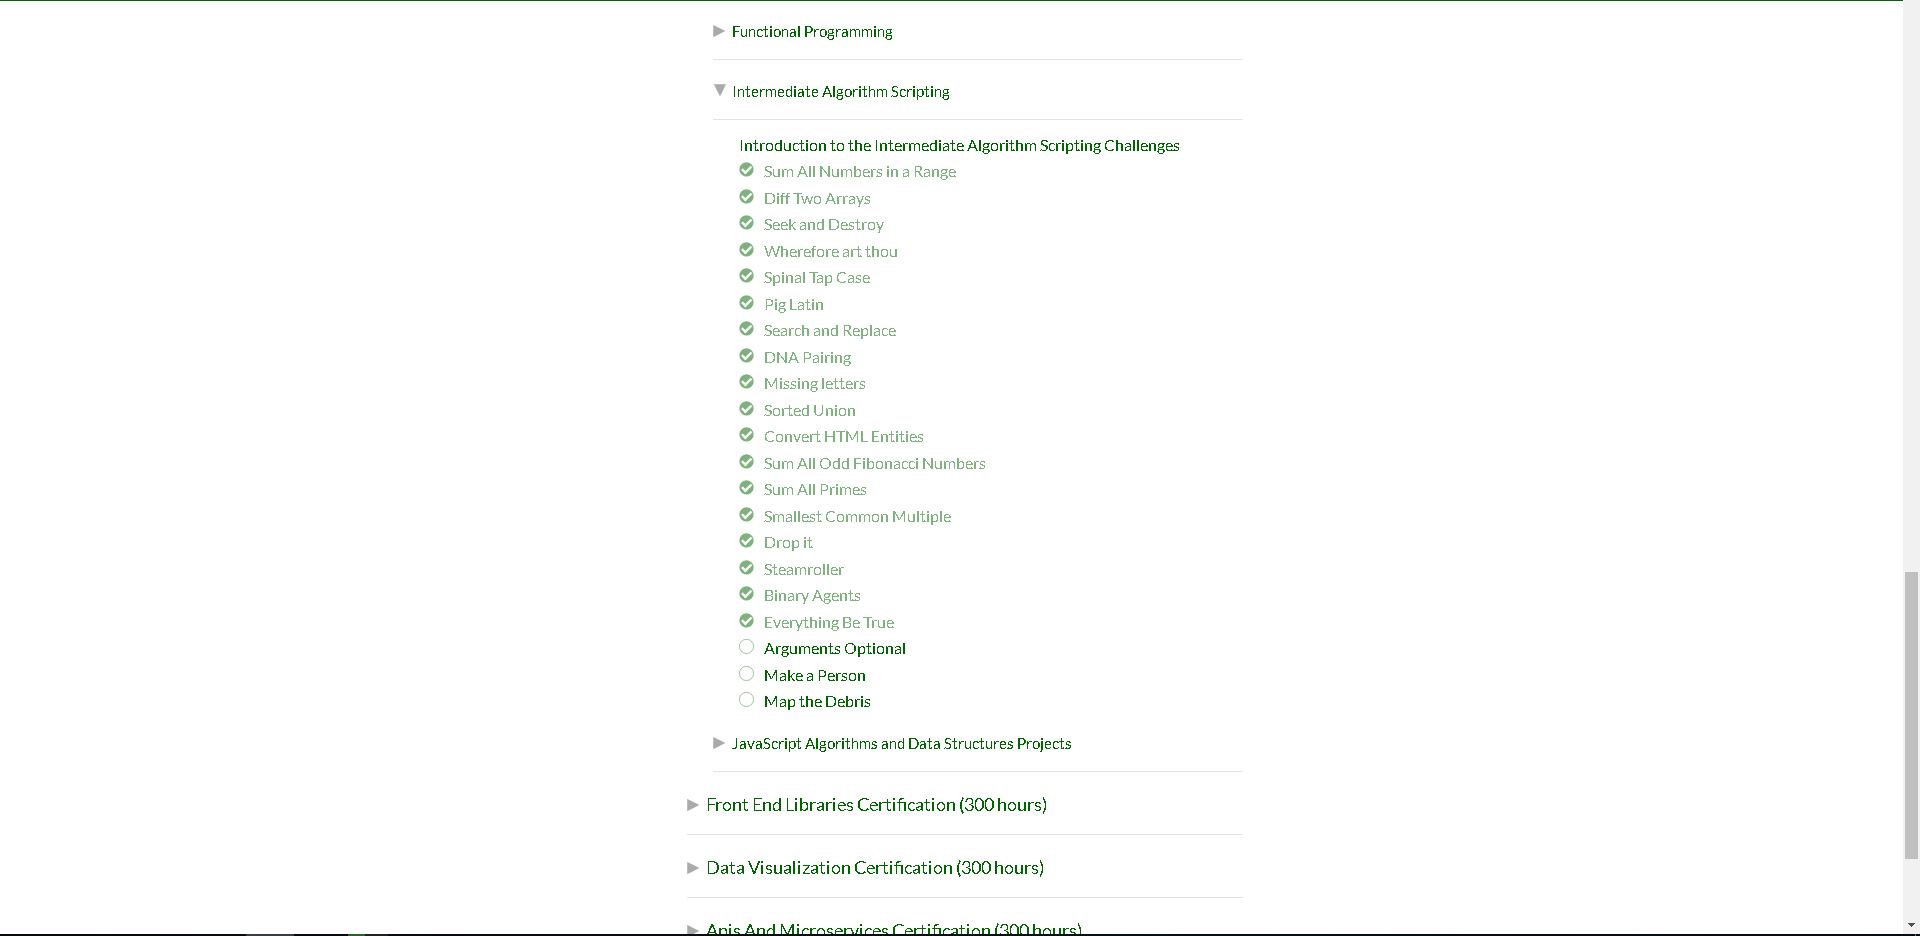 Functional Programming
Intermediate Algorithm Scripting
Introduction to the Intermediate Algorithm Scripting Challenges
Sum All Numbers in a Range
Diff Two Arrays
Seek and Destroy
Wherefore art thou
Spinal Tap Case
Pig Latin
Search and Replace
DNA Pairing
Missing letters
Sorted Union
Convert HTML Entities
Sum All Odd Fibonacci Numbers
Sum All Primes
Smallest Common Multiple
Drop it
Steamroller
Binary Agents
Everything Be True
Arguments Optional
Make a Person
Map the Debris
JavaScript Algorithms and Data Structures Projects
Front End Libraries Certification (300 hours)
Data Visualization Certification (300 hours)
Apis And Microservices Certification (300 hours)